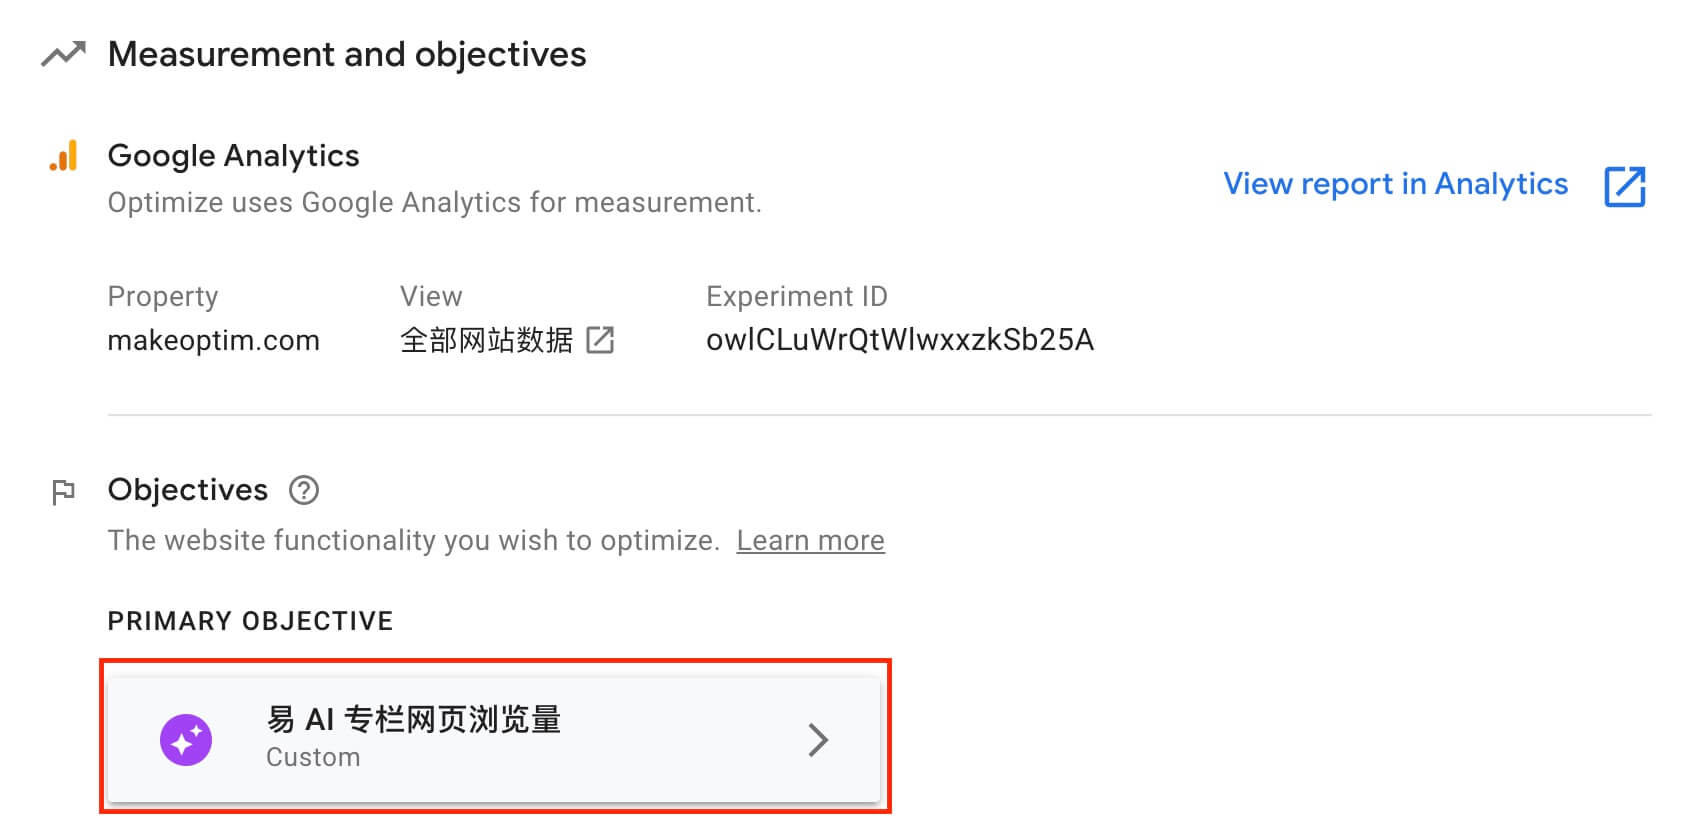 Measurement and objectives
Google Analytics
Optimize uses Google Analytics for measurement.
View report in Analytics
Property View Experiment ID
makeoptim.com 全部网站数据 owlCLuWrQtWlwxxzkSb25A
Objectives
The website functionality you wish to optimize. Learn more
PRIMARY OBJECTIVE
易 AI 专栏网页浏览量
Custom